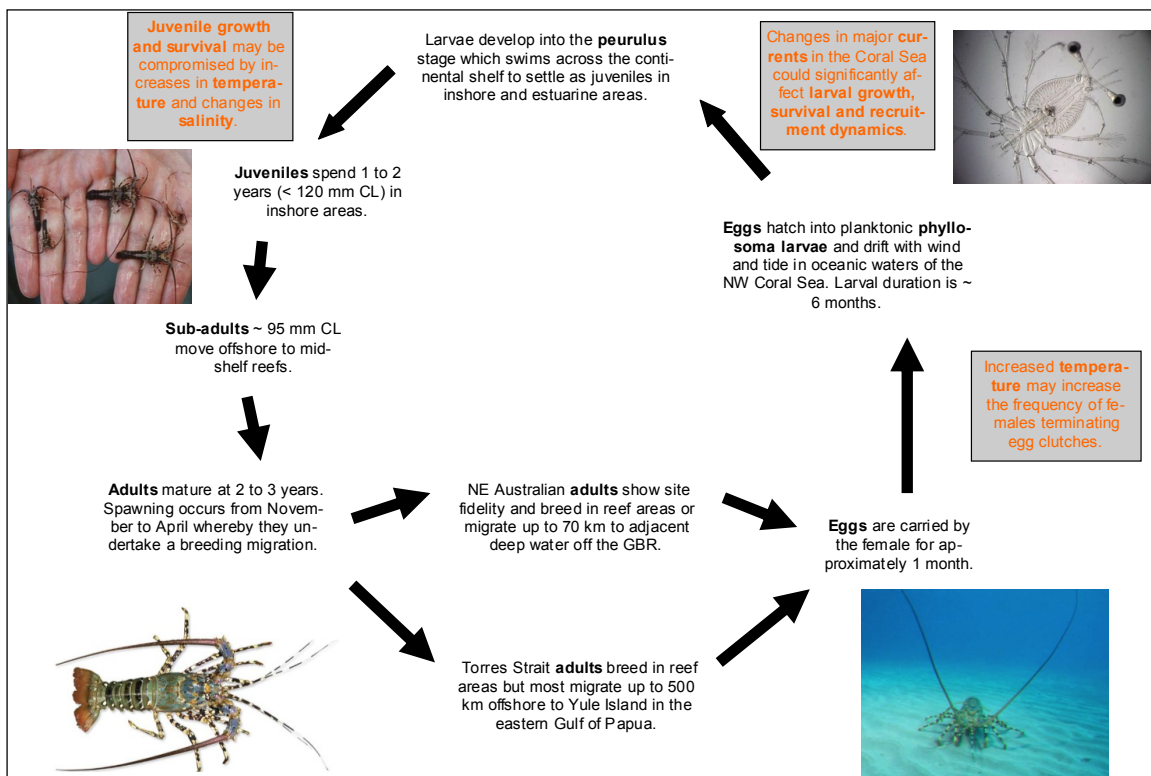 Juvenile growth
and survival may be
compromised by in-
creases in tempera-
ture and changes in
salinity.
Larvae develop into the peurulus
stage which swims across the conti-
nental shelf to settle as juveniles in
inshore and estuarine areas.
Changes in major cur-
rents in the Coral Sea
could significantly af-
fect larval growth,
survival and recruit-
ment dynamics.
Juveniles spend 1 to 2
years (< 120 mm CL) in
inshore areas.
Eggs hatch into planktonic phyllo-
soma larvae and drift with wind
and tide in oceanic waters of the
NW Coral Sea. Larval duration is ~
6 months.
Sub-adults ~ 95 mm CL
move offshore to mid-
shelf reefs.
Increased tempera-
ture may increase
the frequency of fe-
males terminating
egg clutches.
Adults mature at 2 to 3 years.
Spawning occurs from Novem-
ber to April whereby they un-
dertake a breeding migration.
NE Australian adults show site
fidelity and breed in reef areas or
migrate up to 70 km to adjacent
deep water off the GBR.
Eggs are carried by
the female for ap-
proximately 1 month.
Torres Strait adults breed in reef
areas but most migrate up to 500
km offshore to Yule Island in the
eastern Gulf of Papua.